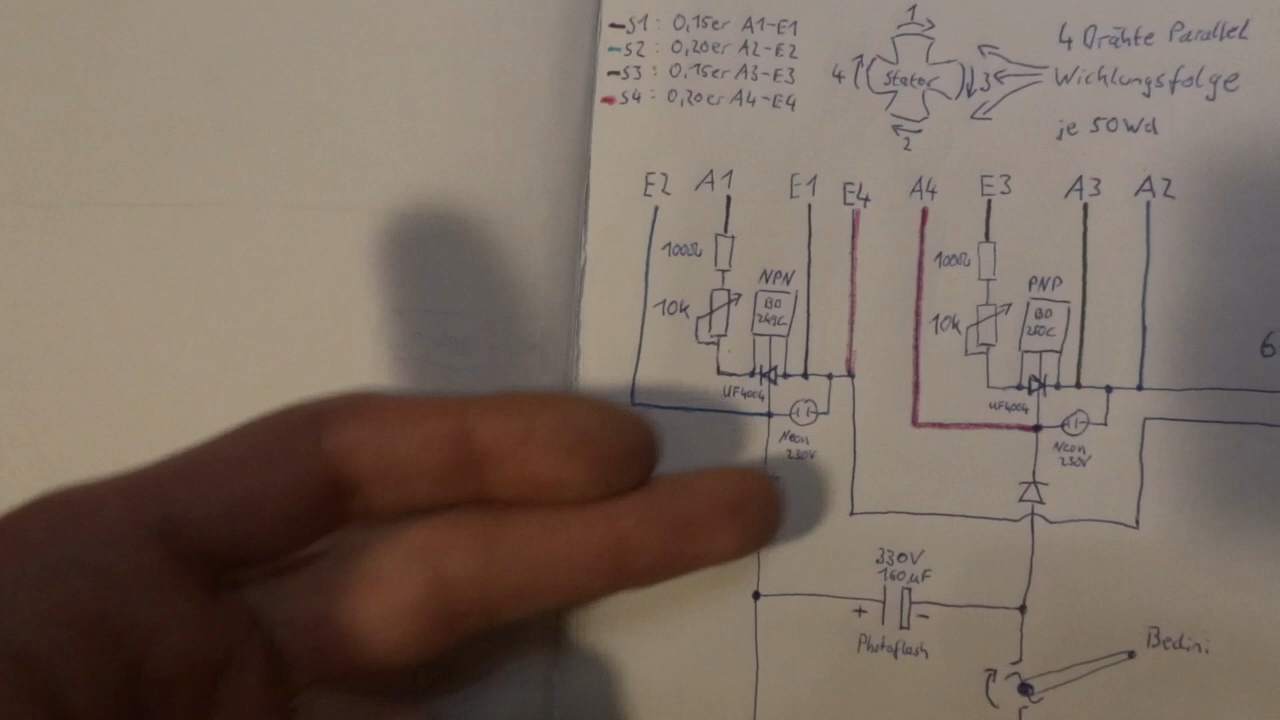 S1: 0,15er A1-E1
S2: 0,20er A2-E2
S3: 0,15er A3-E3
S4: 0,20er A4-E4
1
4
Stator
3
2
4 Drähte Parallel
Wicklungsfolge
je 50Wd
E2 A1 E1 E4 A4 E3 A3 A2
100Ω
NPN
10k
BD
249C
UF4004
Neon
230V
100Ω
PNP
10k
BD
250C
UF4004
Neon
230V
6
330V
160µF
+ -
Photoflash
Bedini